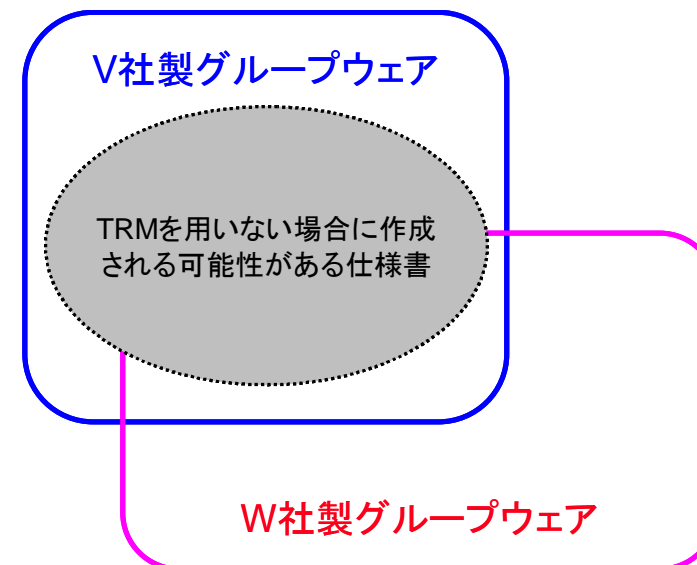 V社製グループウェア
TRMを用いない場合に作成
される可能性がある仕様書
W社製グループウェア